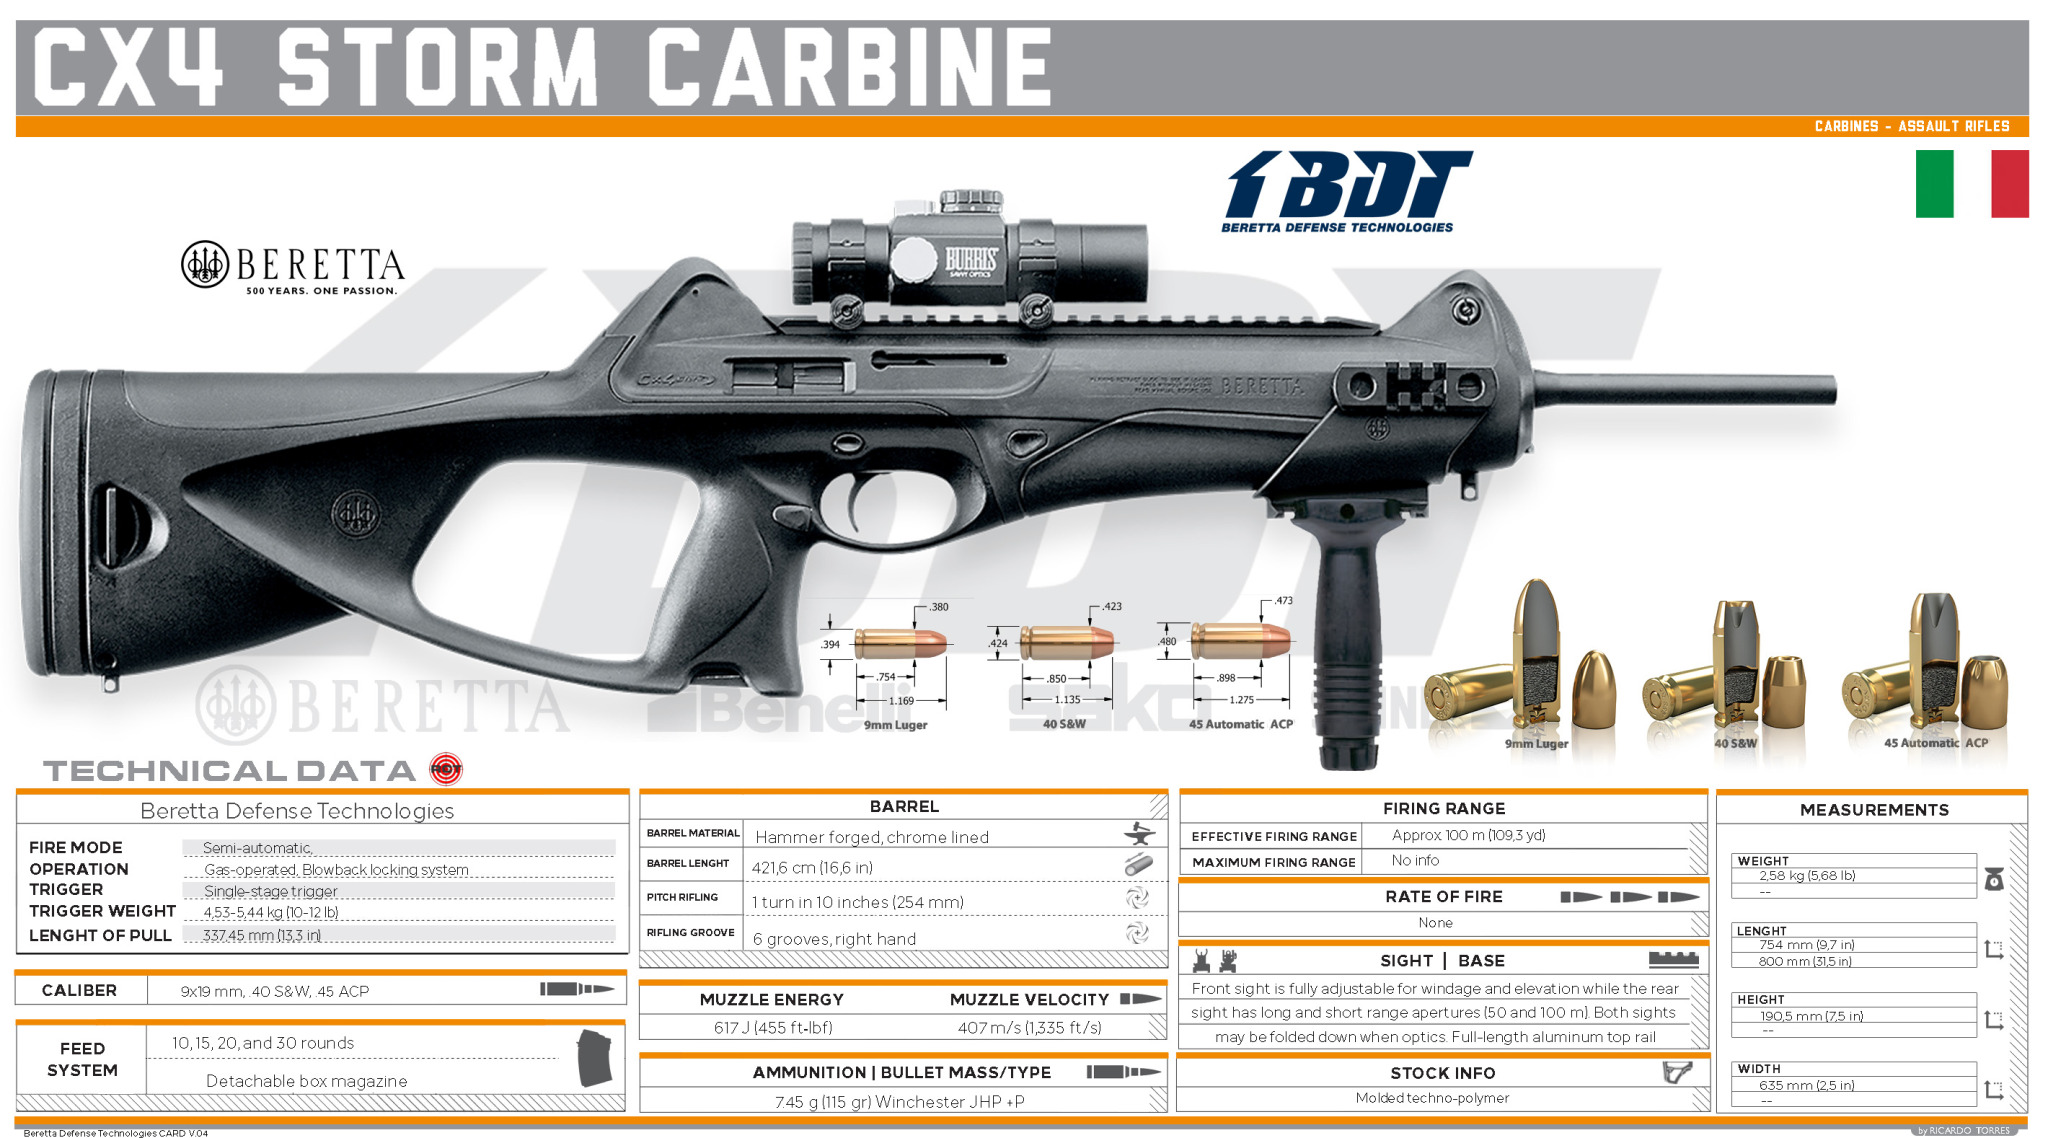 CX4 STORM CARBINE
CARBINES - ASSAULT RIFLES
BDT
BERETTA DEFENSE TECHNOLOGIES
BERETTA
500 YEARS. ONE PASSION.
BURRIS
SAVVY OPTICS
Cx4 STORM
BERETTA
.380
.394
.754
1.169
9mm Luger
.423
.424
.850
1.135
40 S&W
.473
.480
.898
1.275
45 Automatic ACP
9mm Luger
40 S&W
45 Automatic ACP
BERETTA
Benelli
sako
TECHNICAL DATA
Beretta Defense Technologies
FIRE MODE Semi-automatic,
OPERATION Gas-operated, Blowback locking system
TRIGGER Single-stage trigger
TRIGGER WEIGHT 4,53-5,44 kg (10-12 lb)
LENGHT OF PULL 337,45 mm (13,3 in)
CALIBER 9x19 mm, .40 S&W, .45 ACP
FEED SYSTEM
10, 15, 20, and 30 rounds
Detachable box magazine
BARREL
BARREL MATERIAL Hammer forged, chrome lined
BARREL LENGHT 421,6 cm (16,6 in)
PITCH RIFLING 1 turn in 10 inches (254 mm)
RIFLING GROOVE 6 grooves, right hand
MUZZLE ENERGY MUZZLE VELOCITY
617 J (455 ft-lbf) 407 m/s (1,335 ft/s)
AMMUNITION | BULLET MASS/TYPE
7.45 g (115 gr) Winchester JHP +P
FIRING RANGE
EFFECTIVE FIRING RANGE Approx 100 m (109,3 yd)
MAXIMUM FIRING RANGE No info
RATE OF FIRE
None
SIGHT | BASE
Front sight is fully adjustable for windage and elevation while the rear
sight has long and short range apertures (50 and 100 m). Both sights
may be folded down when optics. Full-length aluminum top rail
STOCK INFO
Molded techno-polymer
MEASUREMENTS
WEIGHT
2,58 kg (5,68 lb)
--
LENGHT
754 mm (9,7 in)
800 mm (31,5 in)
HEIGHT
190,5 mm (7,5 in)
--
WIDTH
635 mm (2,5 in)
--
Beretta Defense Technologies CARD V.04
by RICARDO TORRES